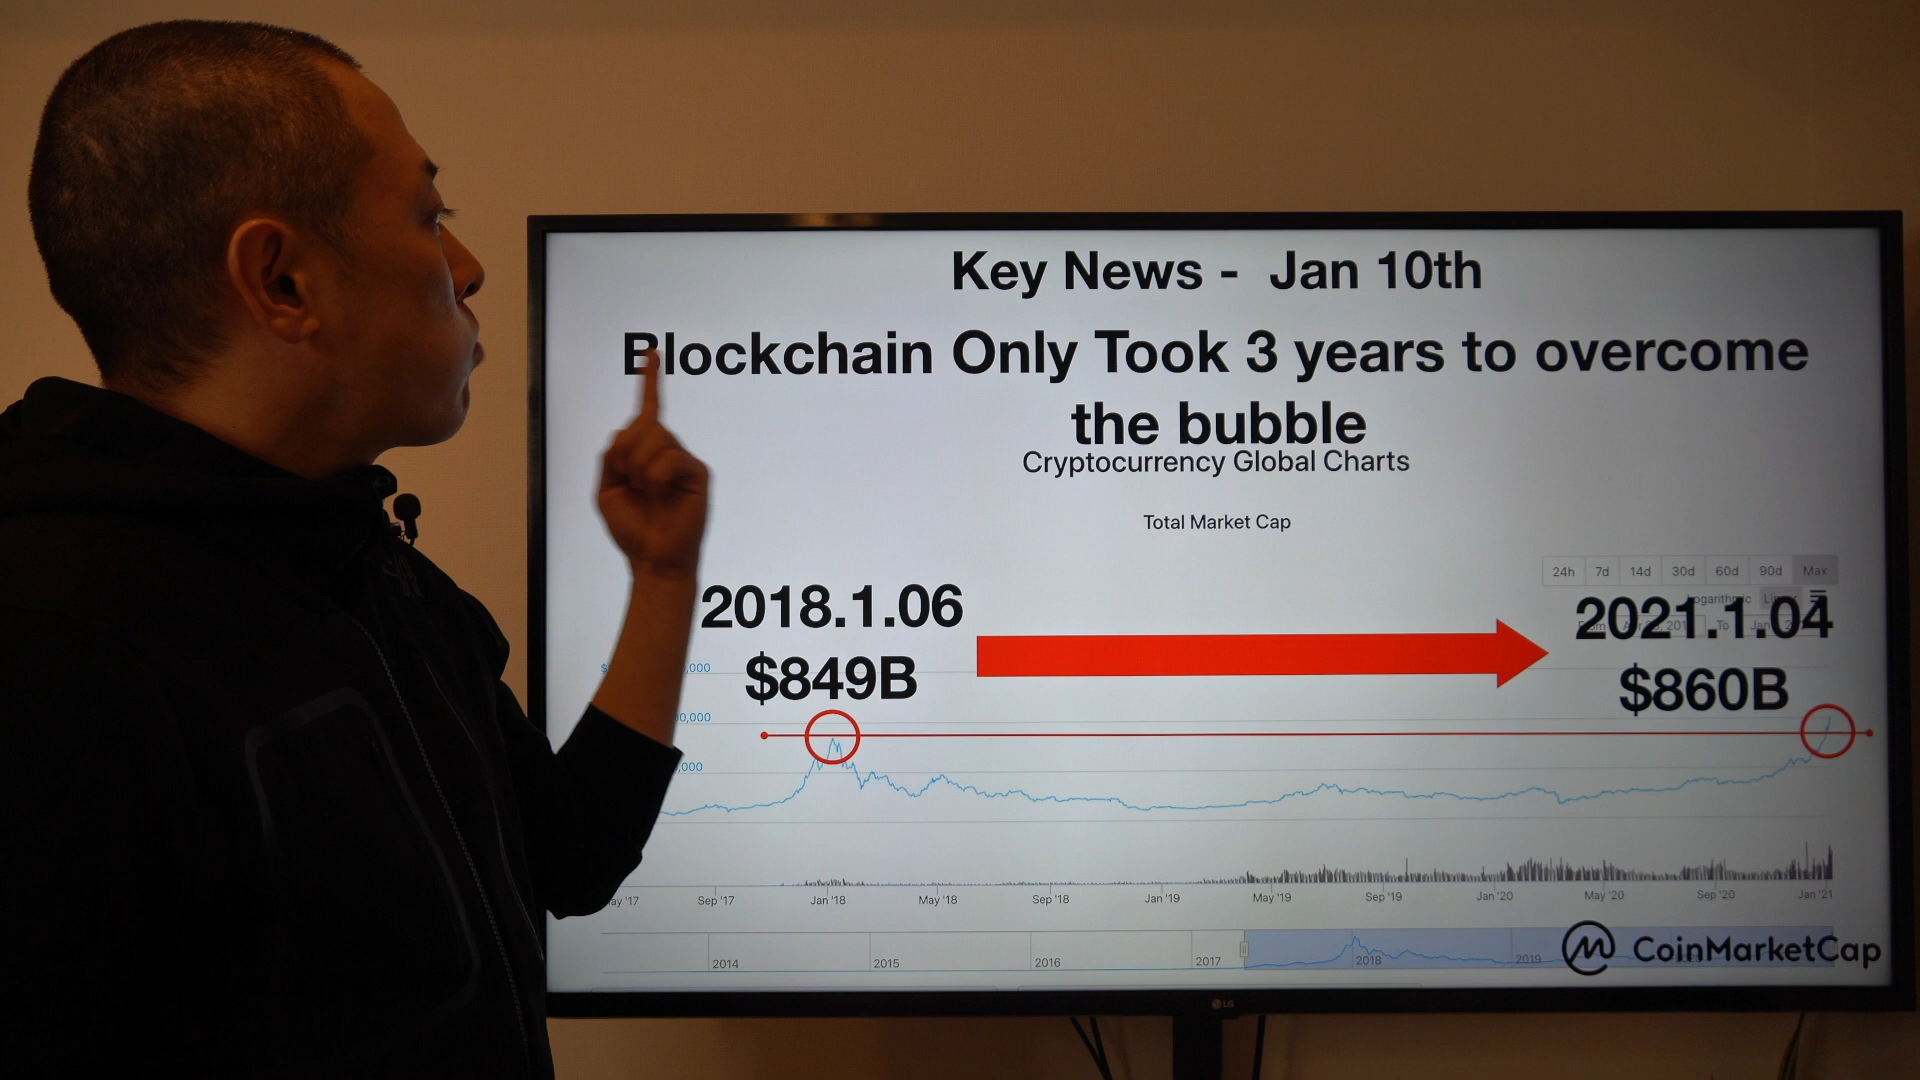 Key News - Jan 10th
Blockchain Only Took 3 years to overcome
the bubble
Cryptocurrency Global Charts
Total Market Cap
24h 7d 14d 30d 60d 90d Max
2018.1.06
2021.1.04
$849B
$860B
Sep '17 Jan '18 May '18 Sep '18 Jan '19 May '19 Sep '19 Jan '20 May '20 Sep '20 Jan '21
2014 2015 2016 2017 2018 2019
CoinMarketCap
LG